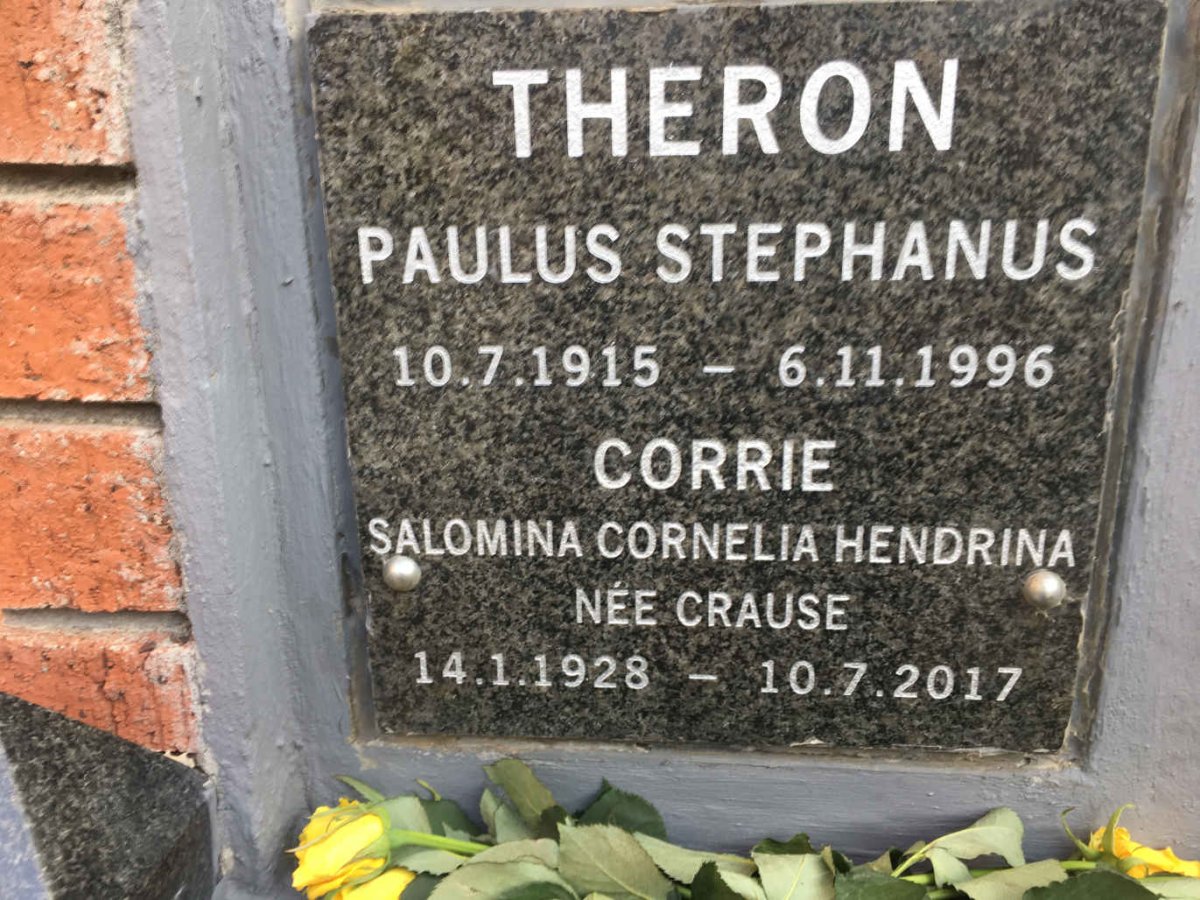 THERON
PAULUS STEPHANUS
10.7.1915 – 6.11.1996
CORRIE
SALOMINA CORNELIA HENDRINA
NÉE CRAUSE
14.1.1928 – 10.7.2017